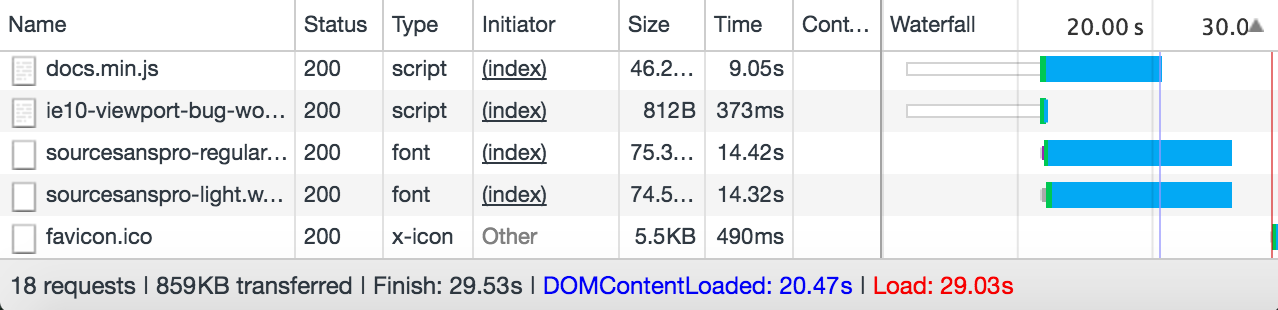 Name Status Type Initiator Size Time Cont... Waterfall 20.00 s 30.0
docs.min.js 200 script (index) 46.2... 9.05s
ie10-viewport-bug-wo... 200 script (index) 812B 373ms
sourcesanspro-regular... 200 font (index) 75.3... 14.42s
sourcesanspro-light.w... 200 font (index) 74.5... 14.32s
favicon.ico 200 x-icon Other 5.5KB 490ms
18 requests | 859KB transferred | Finish: 29.53s | DOMContentLoaded: 20.47s | Load: 29.03s